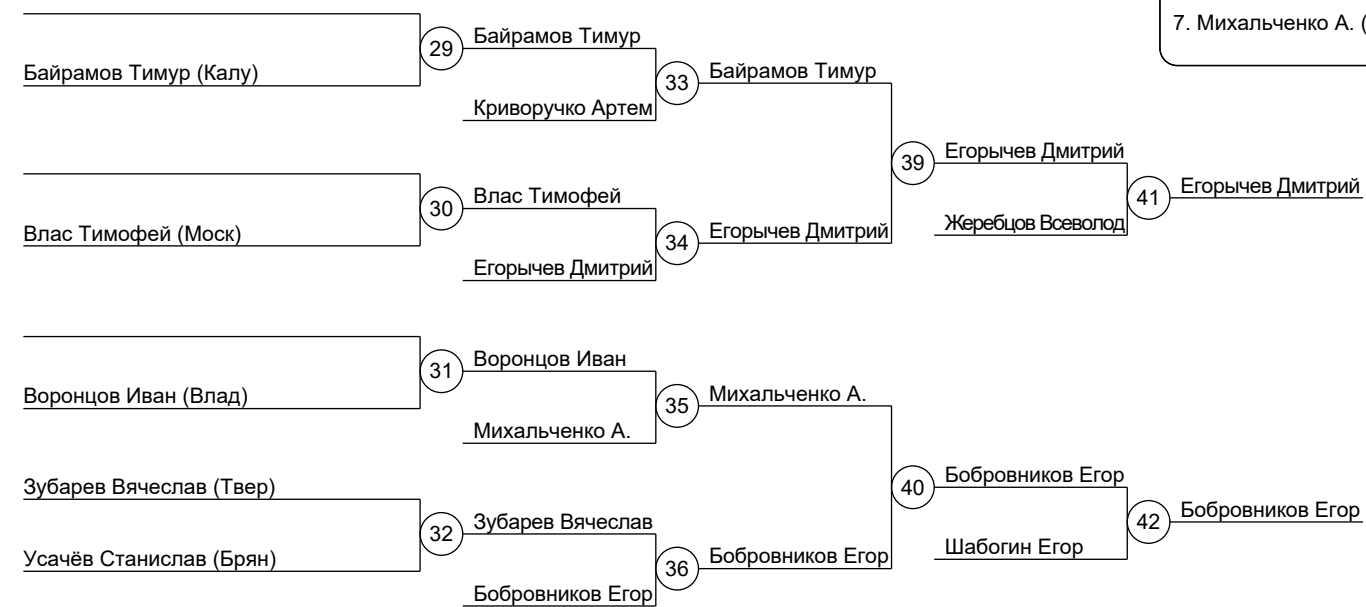 7. Михальченко А. (
29
Байрамов Тимур
Байрамов Тимур (Калу)
33
Байрамов Тимур
Криворучко Артем
39
Егорычев Дмитрий
Влас Тимофей (Моск)
30
Влас Тимофей
34
Егорычев Дмитрий
Егорычев Дмитрий
Жеребцов Всеволод
41
Егорычев Дмитрий
31
Воронцов Иван
Воронцов Иван (Влад)
35
Михальченко А.
Михальченко А.
40
Бобровников Егор
Зубарев Вячеслав (Твер)
32
Зубарев Вячеслав
Усачёв Станислав (Брян)
36
Бобровников Егор
Бобровников Егор
Шабогин Егор
42
Бобровников Егор